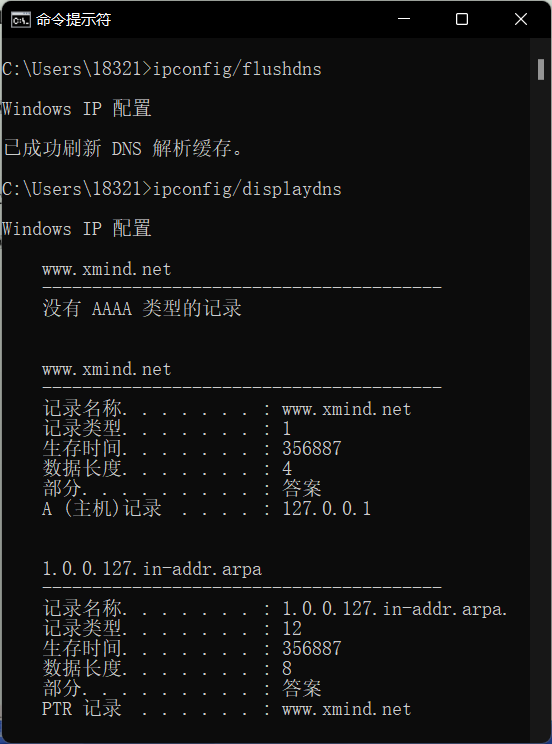 命令提示符
C:\Users\18321>ipconfig/flushdns
Windows IP 配置
已成功刷新 DNS 解析缓存。
C:\Users\18321>ipconfig/displaydns
Windows IP 配置
www.xmind.net
----------------------------------------
没有 AAAA 类型的记录
www.xmind.net
----------------------------------------
记录名称. . . . . . . : www.xmind.net
记录类型. . . . . . . : 1
生存时间. . . . . . . : 356887
数据长度. . . . . . . : 4
部分. . . . . . . . . : 答案
A (主机)记录  . . . . : 127.0.0.1
1.0.0.127.in-addr.arpa
----------------------------------------
记录名称. . . . . . . : 1.0.0.127.in-addr.arpa.
记录类型. . . . . . . : 12
生存时间. . . . . . . : 356887
数据长度. . . . . . . : 8
部分. . . . . . . . . : 答案
PTR 记录  . . . . . . : www.xmind.net